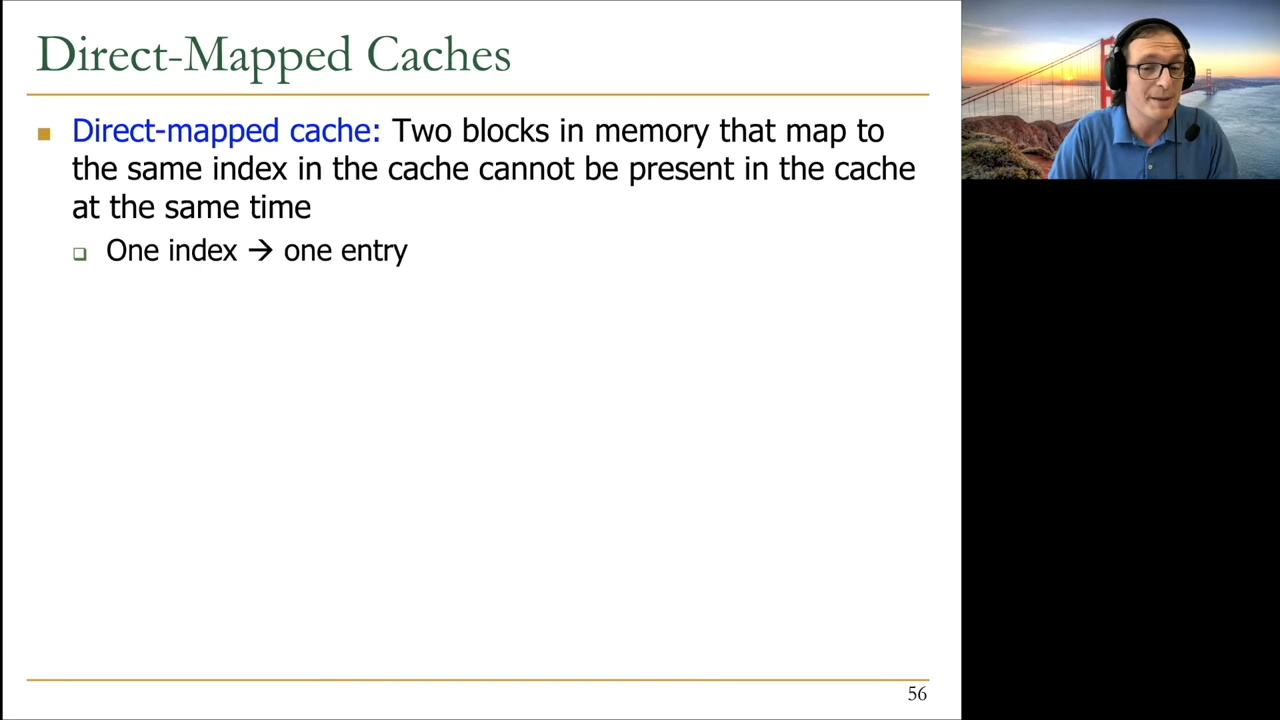 Direct-Mapped Caches
Direct-mapped cache: Two blocks in memory that map to
the same index in the cache cannot be present in the cache
at the same time
One index → one entry
56